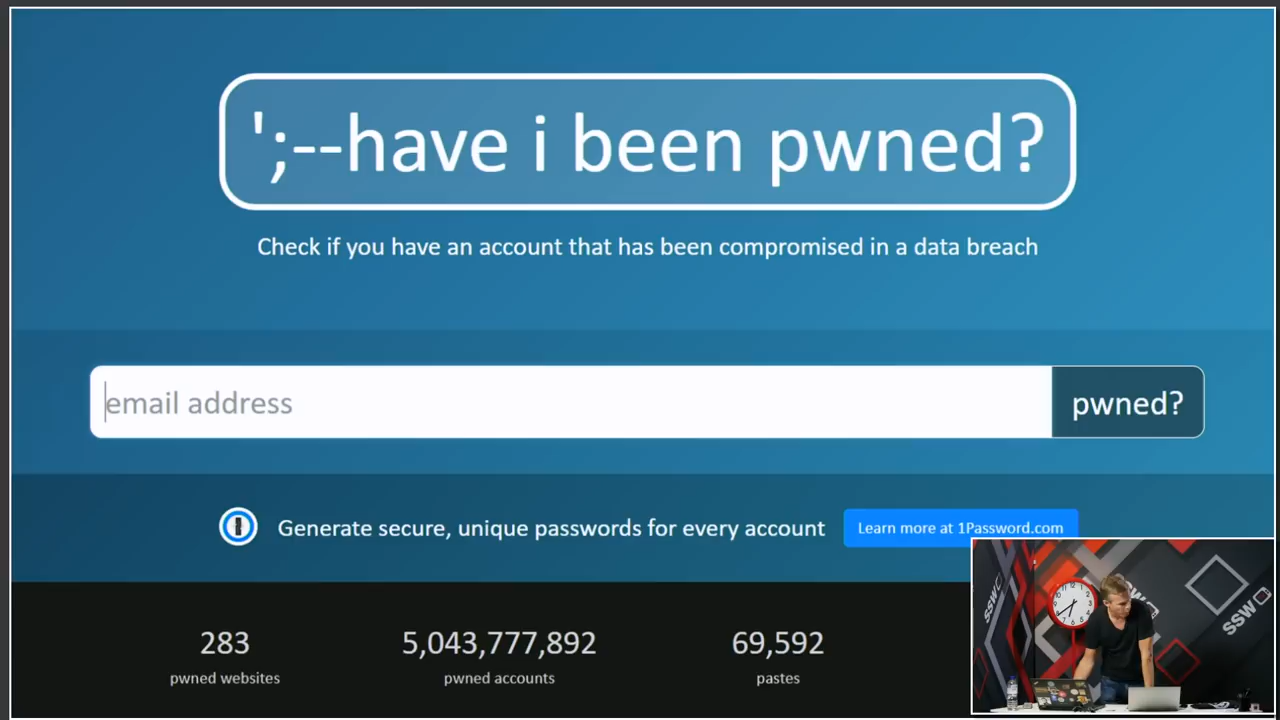 ';--have i been pwned?
Check if you have an account that has been compromised in a data breach
email address
pwned?
Generate secure, unique passwords for every account
Learn more at 1Password.com
283
5,043,777,892
69,592
pwned websites
pwned accounts
pastes
SSW
SSW